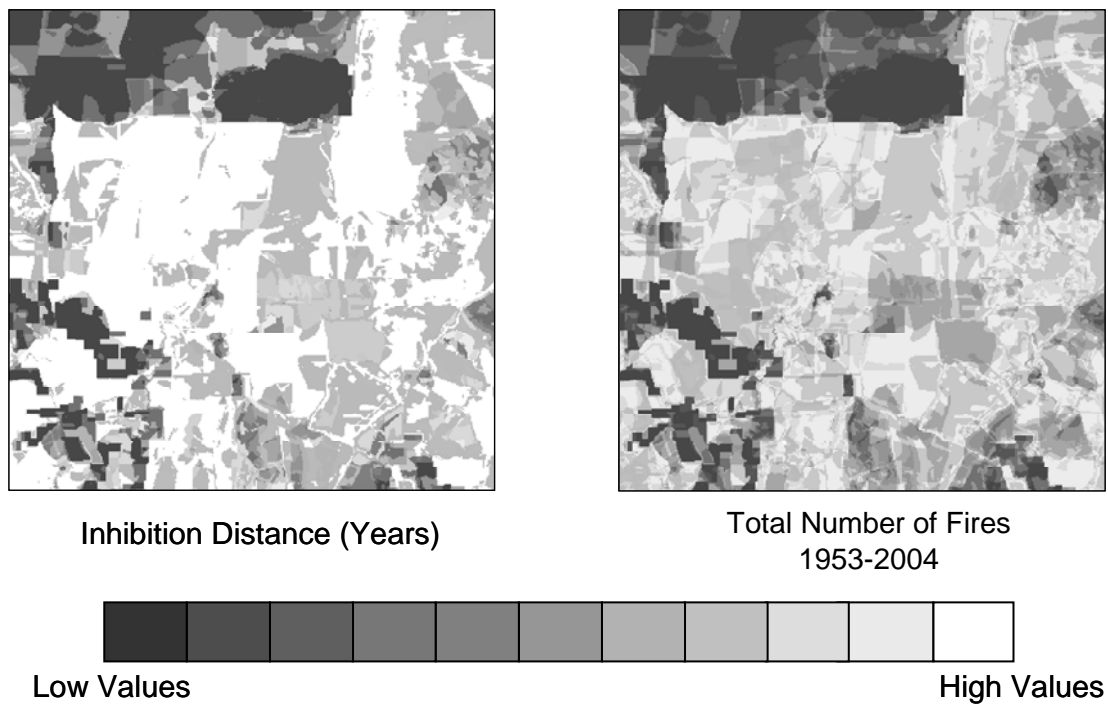 Inhibition Distance (Years)
Total Number of Fires
1953-2004
Low Values
High Values